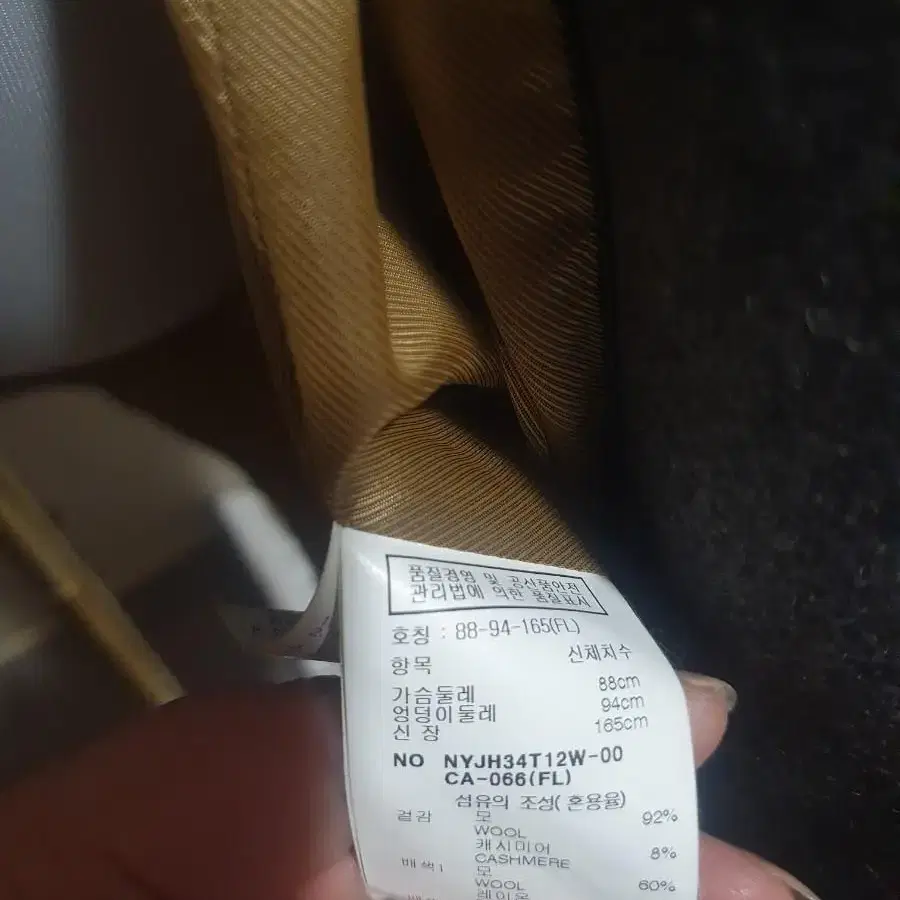 품질경영 및 공산품안전
관리법에 의한 품질표시
호칭 : 88-94-165(FL)
항목 신체치수
가슴둘레 88cm
엉덩이둘레 94cm
신 장 165cm
NO NYJH34T12W-00
CA-066(FL)
섬유의 조성(혼용율)
겉감 모 92%
WOOL
캐시미어 8%
CASHMERE
배색1 모 60%
WOOL
레이온